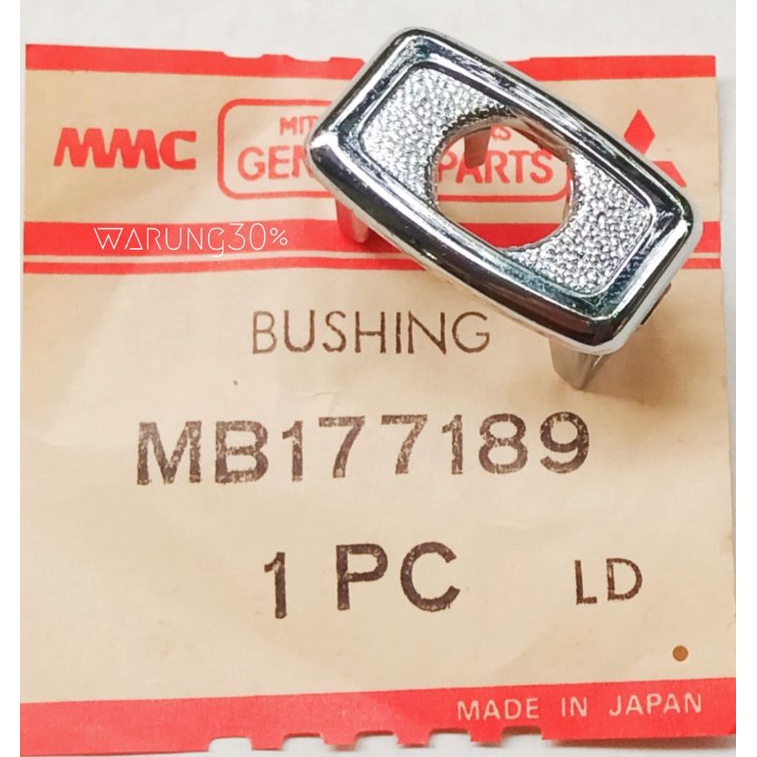 MMC
GEN PARTS
WARUNG30%
BUSHING
MB177189
1 PC LD
MADE IN JAPAN